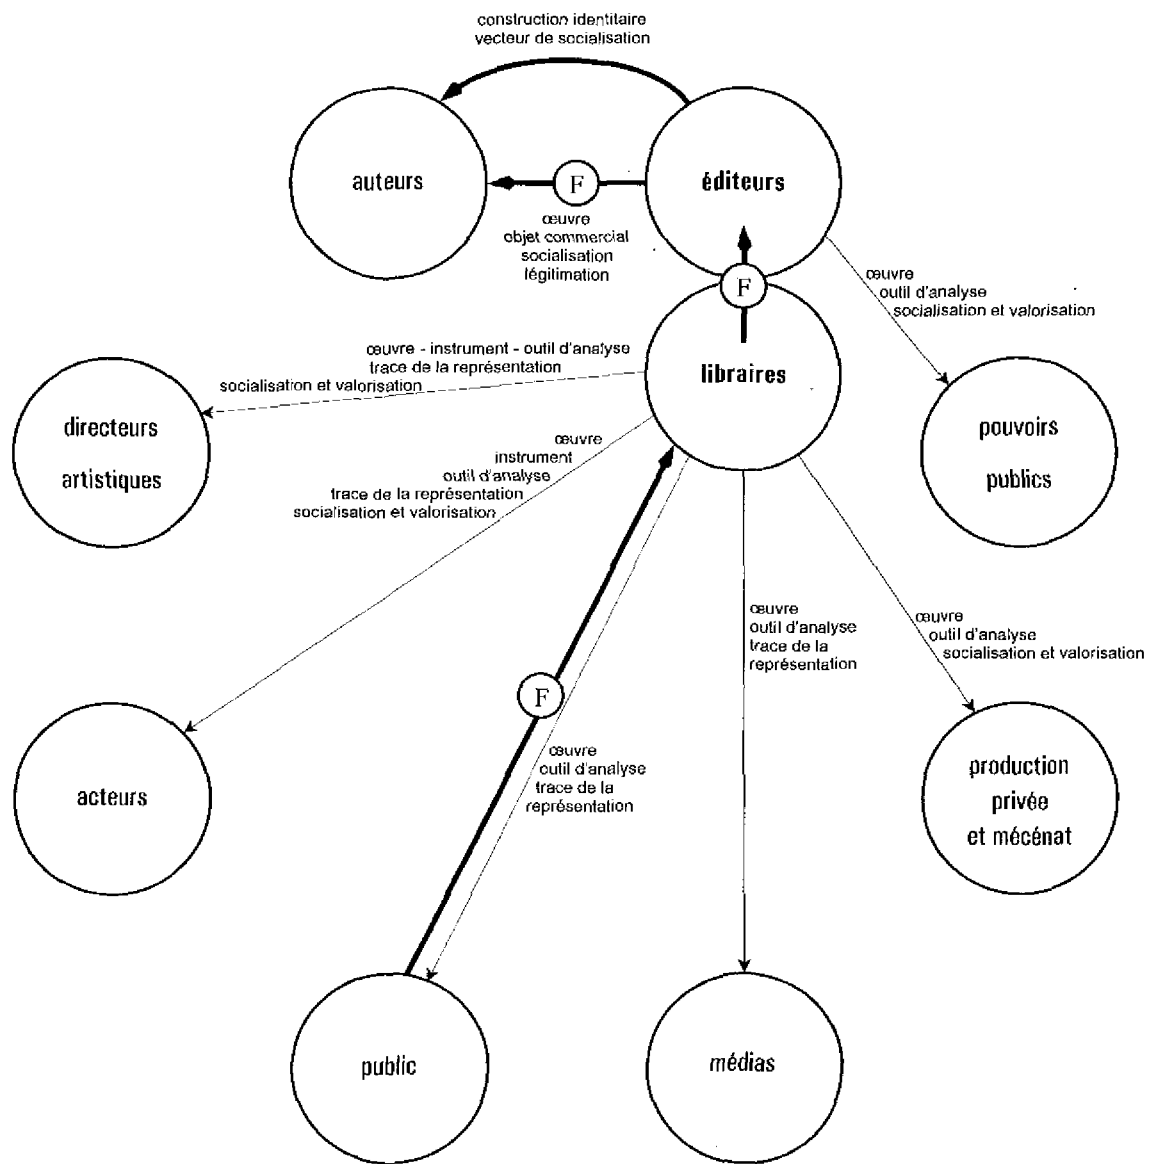 construction identitaire
vecteur de socialisation
auteurs
F
éditeurs
œuvre
objet commercial
socialisation
légitimation
F
œuvre
outil d'analyse
socialisation et valorisation
œuvre - instrument - outil d'analyse
trace de la représentation
socialisation et valorisation
libraires
directeurs
artistiques
pouvoirs
publics
œuvre
instrument
outil d'analyse
trace de la représentation
socialisation et valorisation
œuvre
outil d'analyse
trace de la
représentation
œuvre
outil d'analyse
socialisation et valorisation
F
œuvre
outil d'analyse
trace de la
représentation
acteurs
production
privée
et mécénat
public
médias